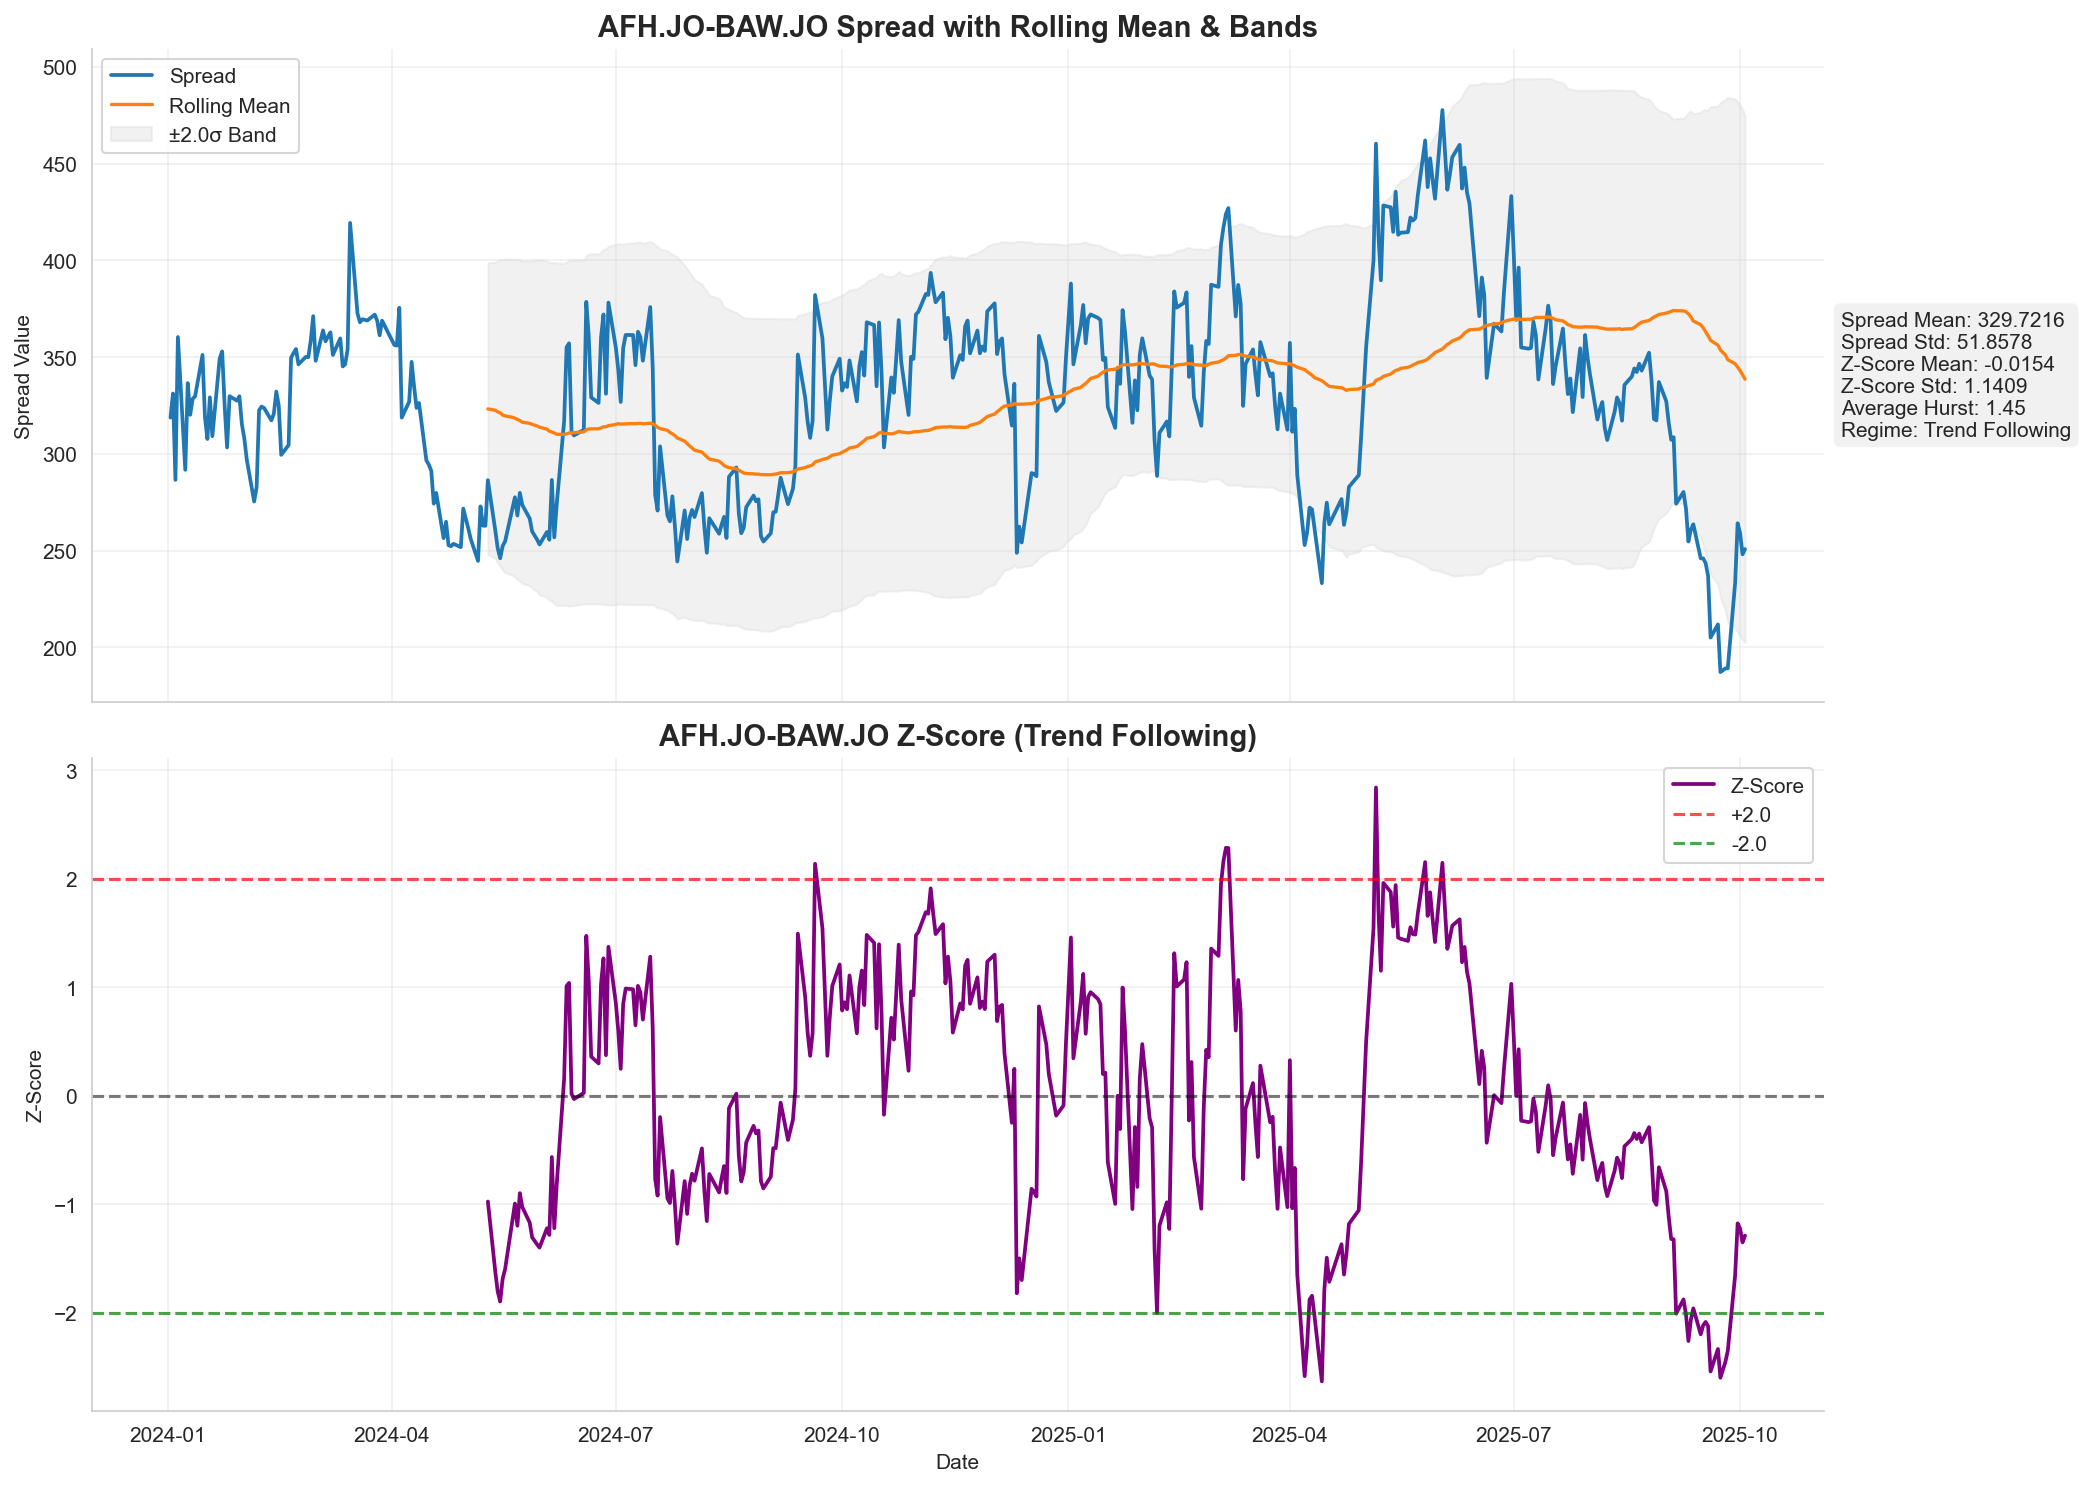 AFH.JO-BAW.JO Spread with Rolling Mean & Bands
Spread
Rolling Mean
±2.0σ Band
Spread Value
500
450
400
350
300
250
200
Spread Mean: 329.7216
Spread Std: 51.8578
Z-Score Mean: -0.0154
Z-Score Std: 1.1409
Average Hurst: 1.45
Regime: Trend Following
AFH.JO-BAW.JO Z-Score (Trend Following)
Z-Score
+2.0
-2.0
Z-Score
3
2
1
0
−1
−2
2024-01
2024-04
2024-07
2024-10
2025-01
2025-04
2025-07
2025-10
Date